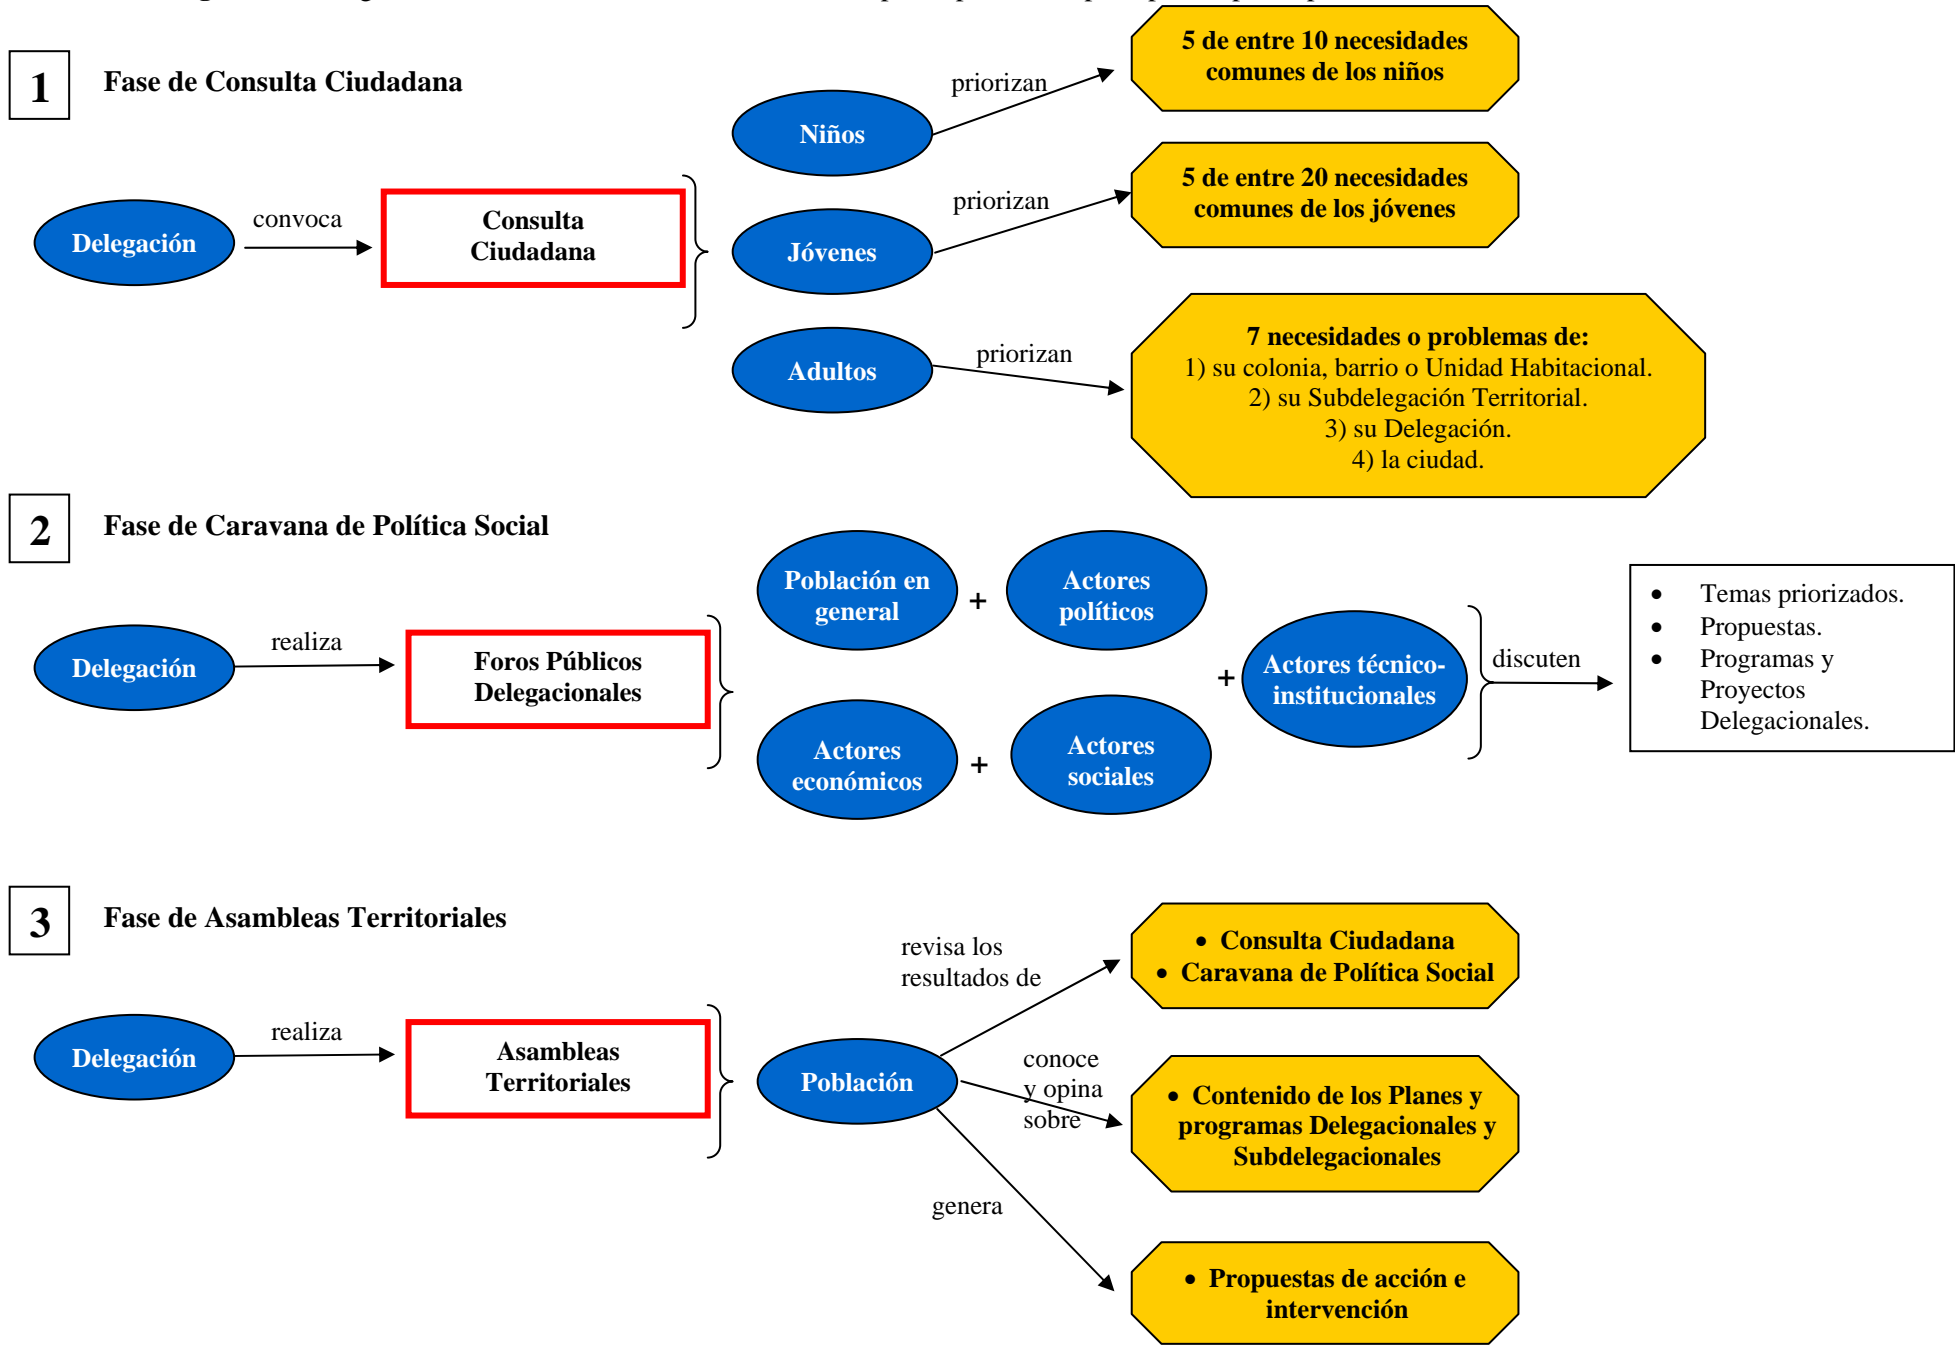 1
Fase de Consulta Ciudadana
Delegación
convoca
Consulta
Ciudadana
Niños
priorizan
5 de entre 10 necesidades
comunes de los niños
Jóvenes
priorizan
5 de entre 20 necesidades
comunes de los jóvenes
Adultos
priorizan
7 necesidades o problemas de:
1) su colonia, barrio o Unidad Habitacional.
2) su Subdelegación Territorial.
3) su Delegación.
4) la ciudad.
2
Fase de Caravana de Política Social
Delegación
realiza
Foros Públicos
Delegacionales
Población en
general
+
Actores
políticos
Actores
económicos
+
Actores
sociales
+
Actores técnico-
institucionales
discuten
• Temas priorizados.
• Propuestas.
• Programas y
Proyectos
Delegacionales.
3
Fase de Asambleas Territoriales
Delegación
realiza
Asambleas
Territoriales
Población
revisa los
resultados de
• Consulta Ciudadana
• Caravana de Política Social
conoce
y opina
sobre
• Contenido de los Planes y
programas Delegacionales y
Subdelegacionales
genera
• Propuestas de acción e
intervención